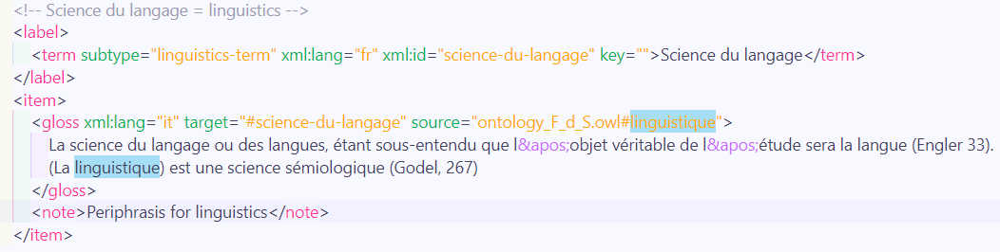 <!-- Science du langage = linguistics -->
<label>
<term subtype="linguistics-term" xml:lang="fr" xml:id="science-du-langage" key="">Science du langage</term>
</label>
<item>
<gloss xml:lang="it" target="#science-du-langage" source="ontology_F_d_S.owl#linguistique">
La science du langage ou des langues, étant sous-entendu que l&apos;objet véritable de l&apos;étude sera la langue (Engler 33).
(La linguistique) est une science sémiologique (Godel, 267)
</gloss>
<note>Periphrasis for linguistics</note>
</item>